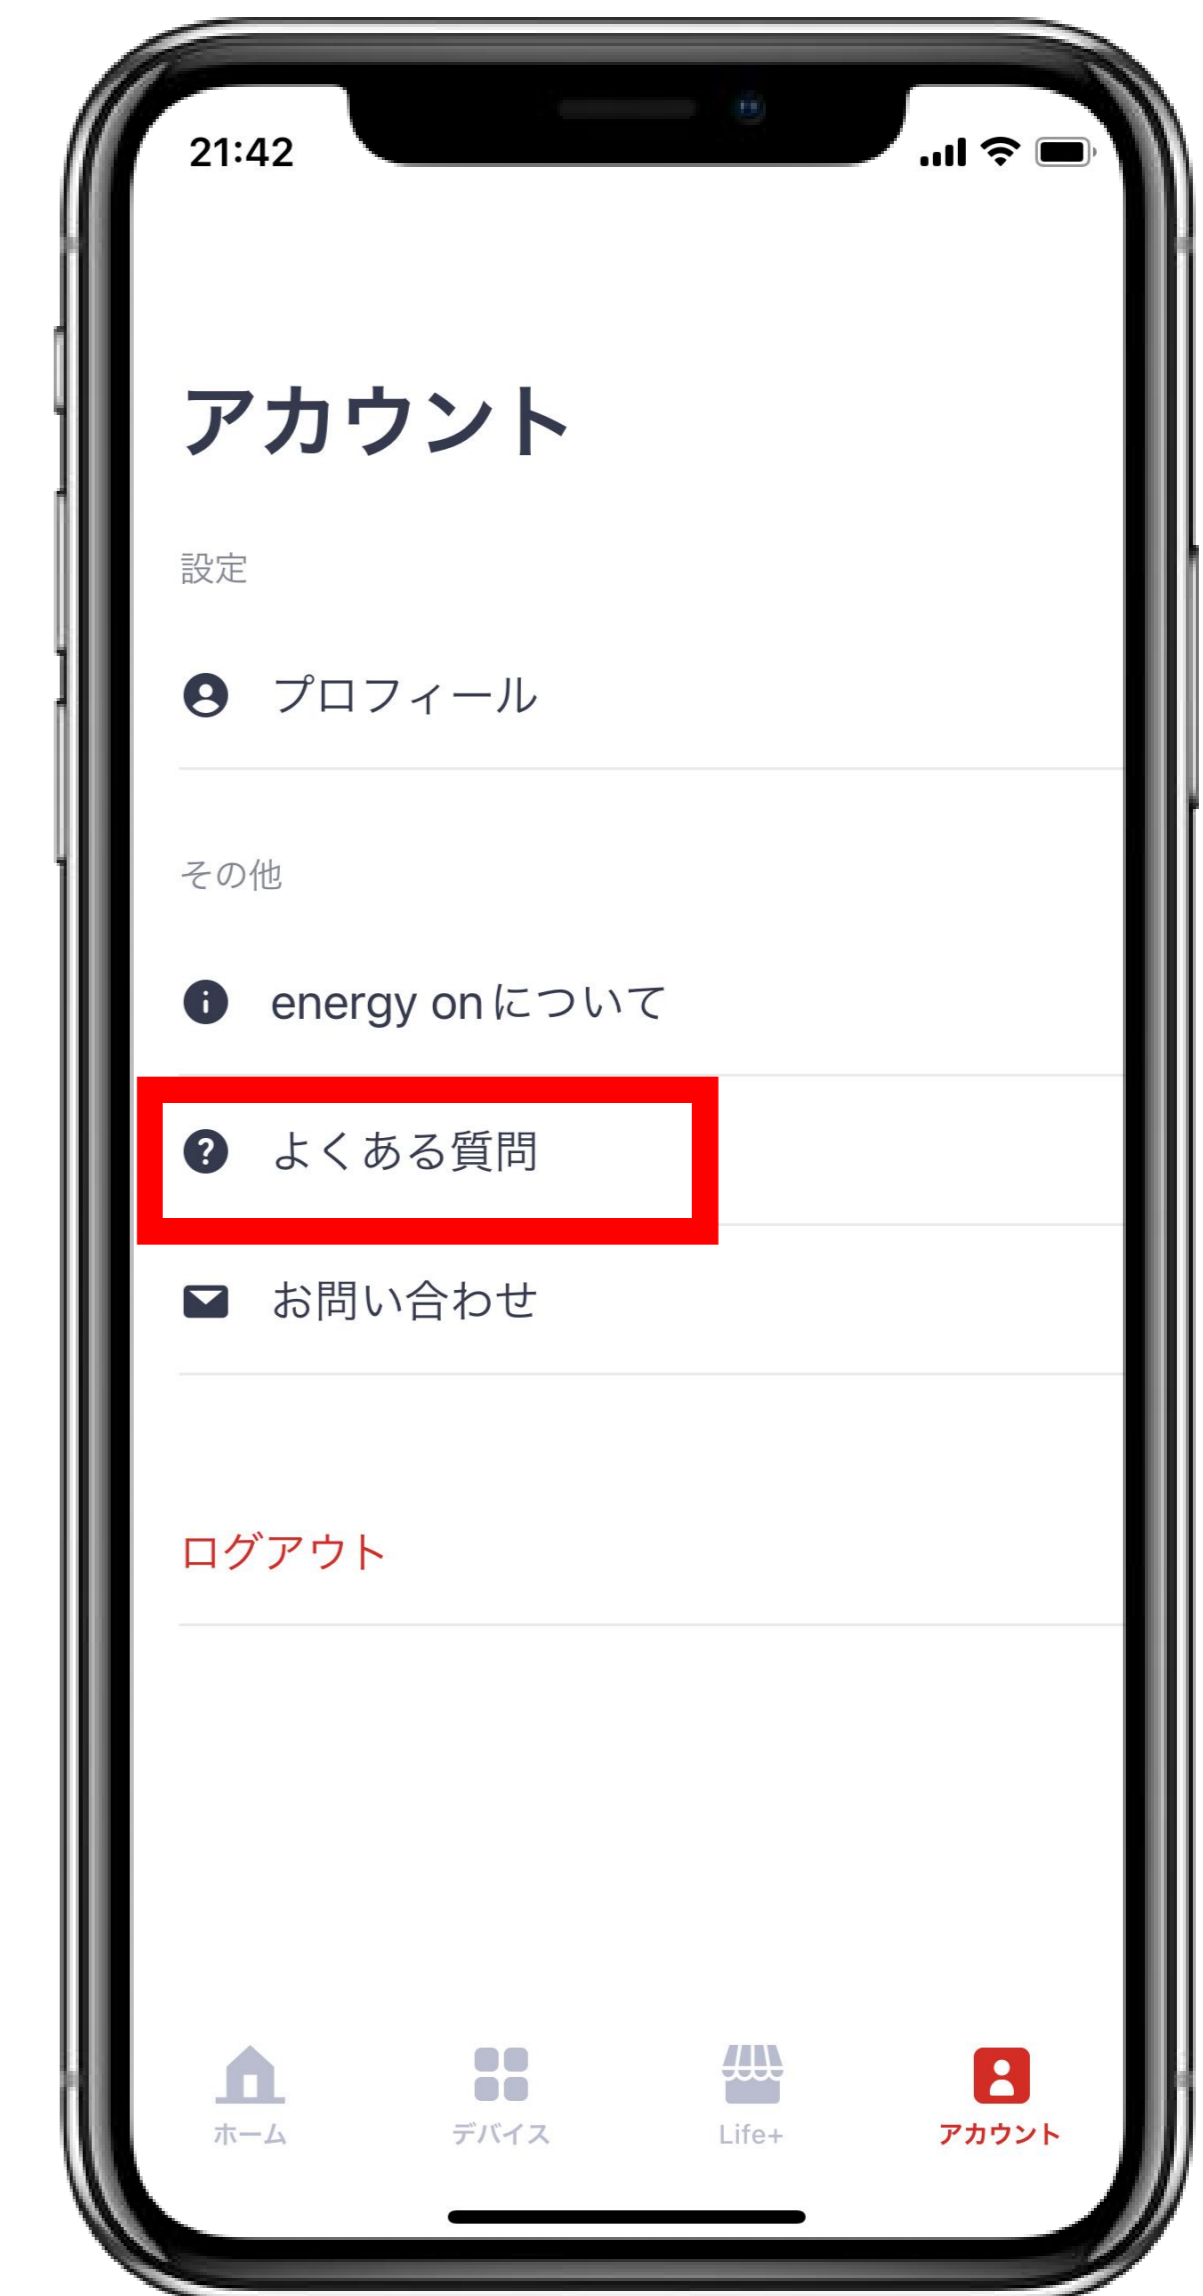 21:42
アカウント
設定
プロフィール
その他
energy onについて
よくある質問
お問い合わせ
ログアウト
ホーム
デバイス
Life+
アカウント